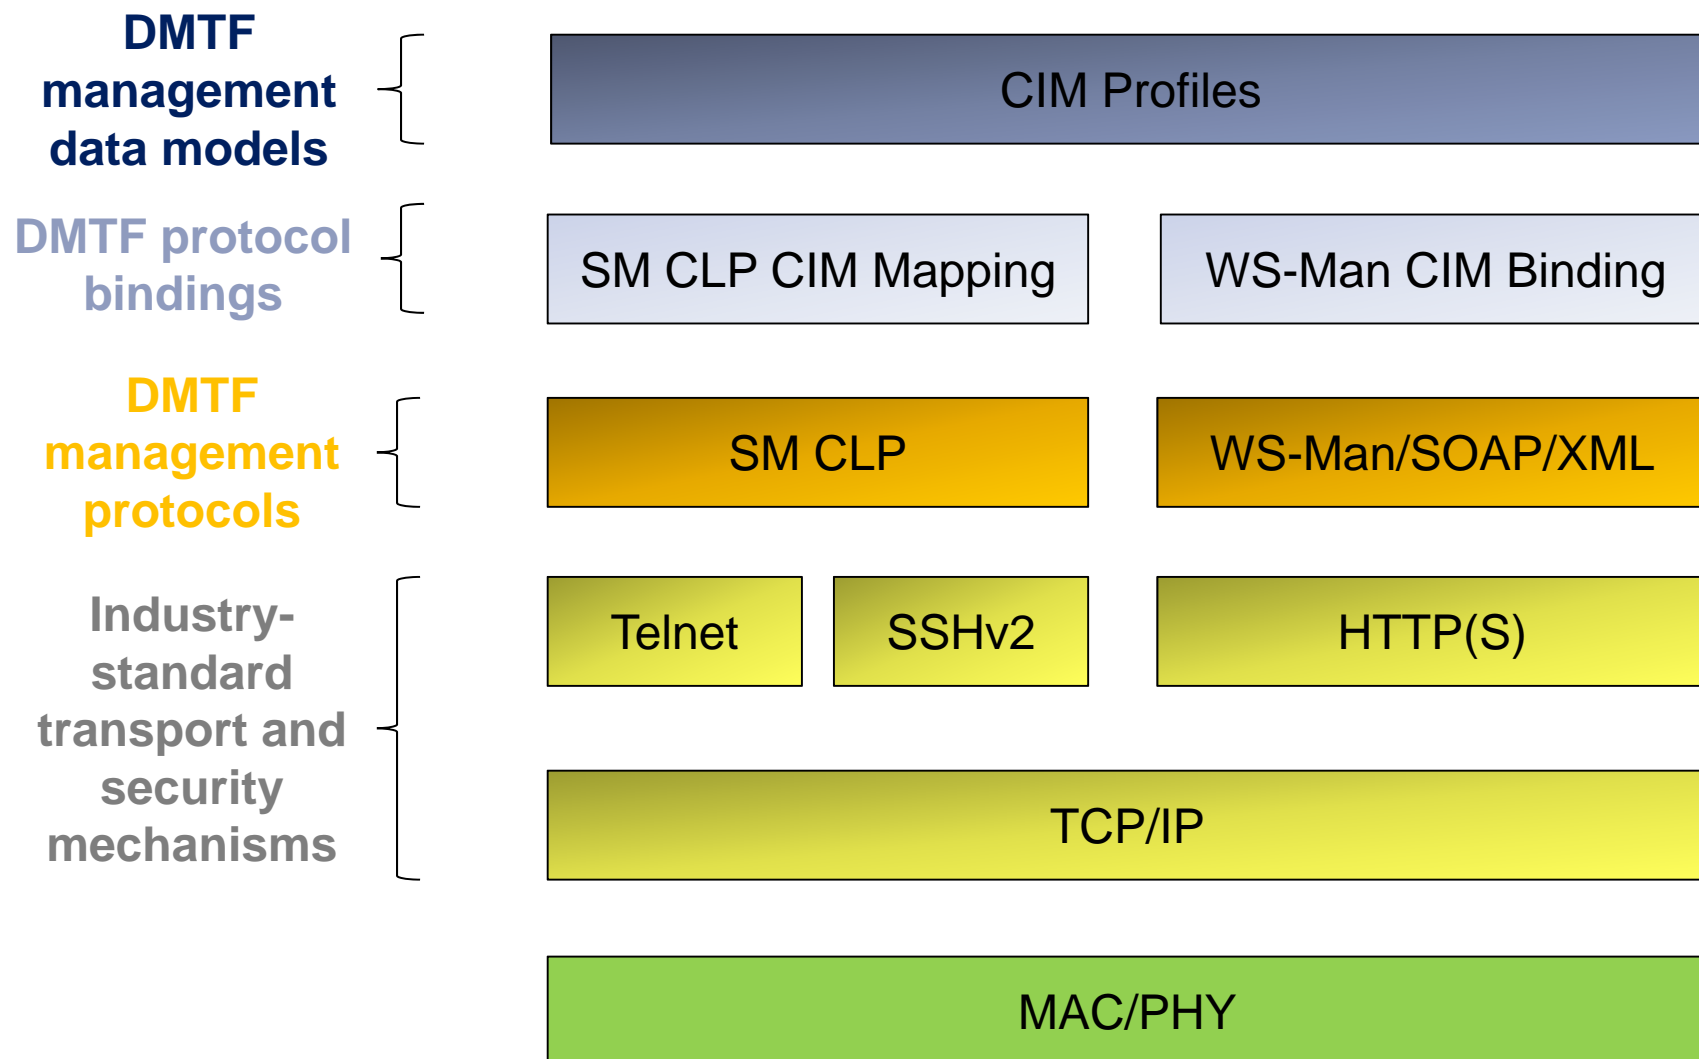 DMTF
management
data models
CIM Profiles
DMTF protocol
bindings
SM CLP CIM Mapping
WS-Man CIM Binding
DMTF
management
protocols
SM CLP
WS-Man/SOAP/XML
Industry-
standard
transport and
security
mechanisms
Telnet
SSHv2
HTTP(S)
TCP/IP
MAC/PHY